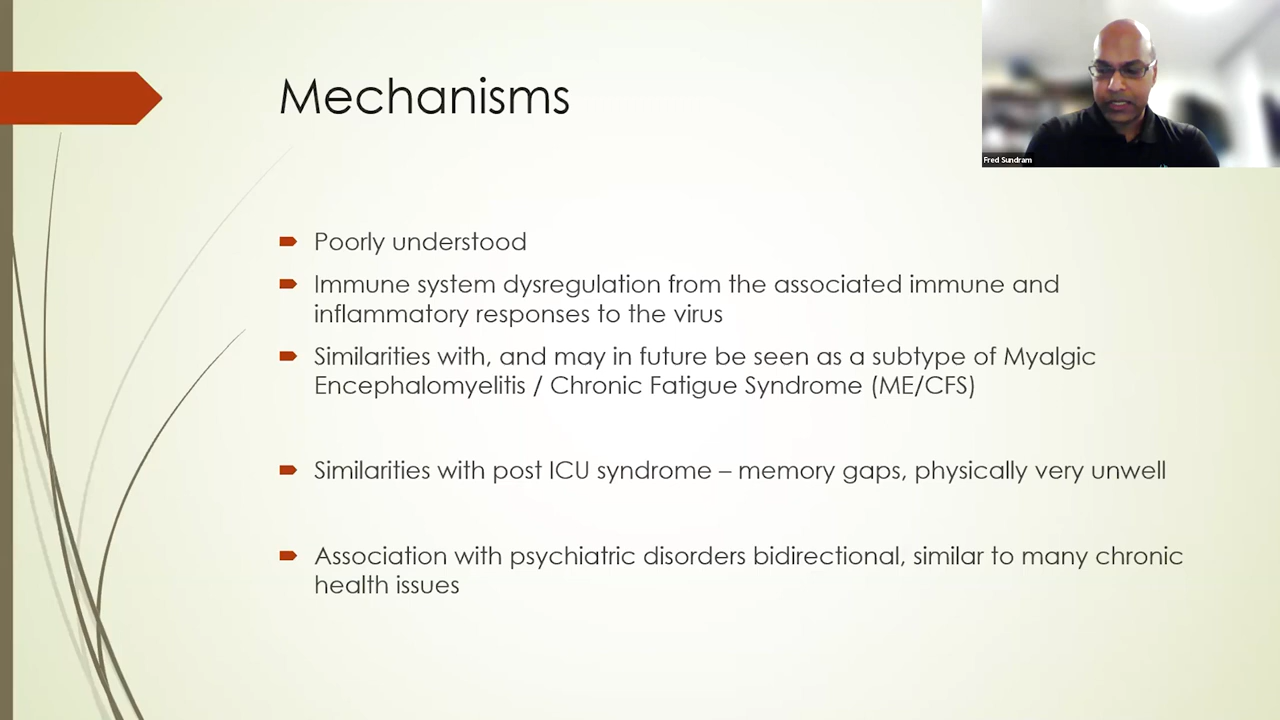 Mechanisms
Fred Sundram
Poorly understood
Immune system dysregulation from the associated immune and
inflammatory responses to the virus
Similarities with, and may in future be seen as a subtype of Myalgic
Encephalomyelitis / Chronic Fatigue Syndrome (ME/CFS)
Similarities with post ICU syndrome – memory gaps, physically very unwell
Association with psychiatric disorders bidirectional, similar to many chronic
health issues